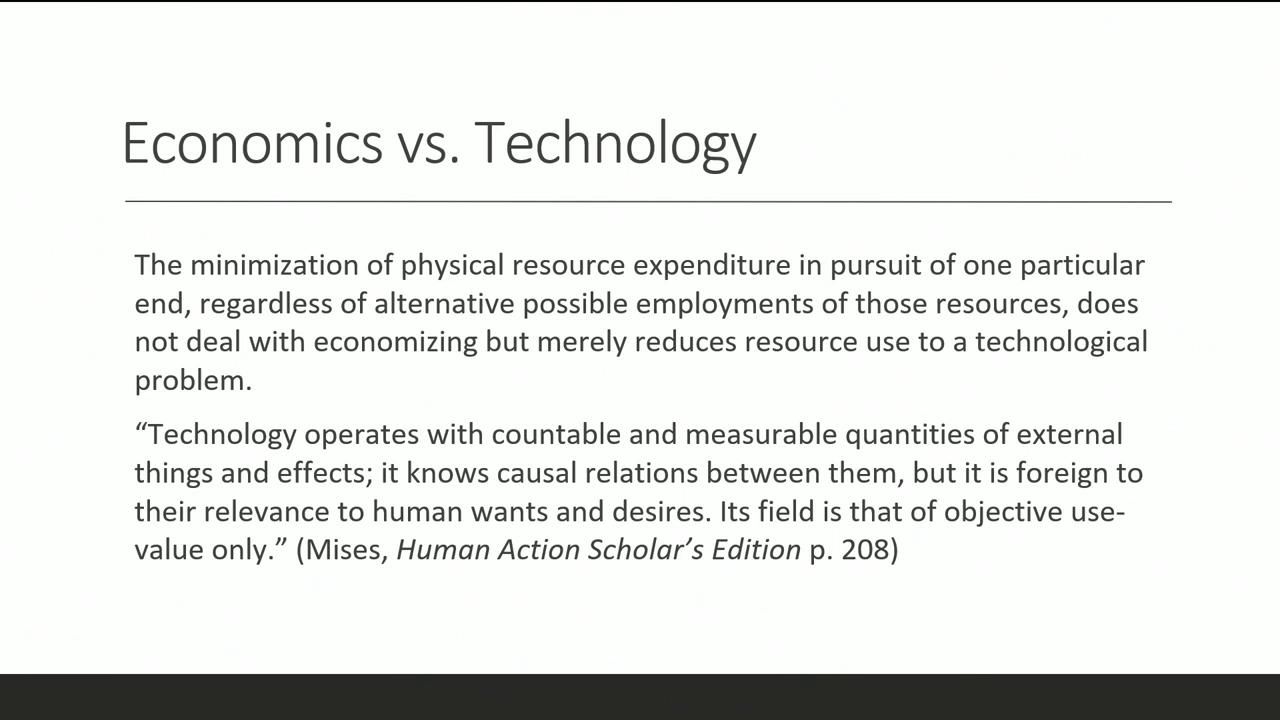 Economics vs. Technology
The minimization of physical resource expenditure in pursuit of one particular
end, regardless of alternative possible employments of those resources, does
not deal with economizing but merely reduces resource use to a technological
problem.
“Technology operates with countable and measurable quantities of external
things and effects; it knows causal relations between them, but it is foreign to
their relevance to human wants and desires. Its field is that of objective use-
value only.” (Mises, Human Action Scholar’s Edition p. 208)